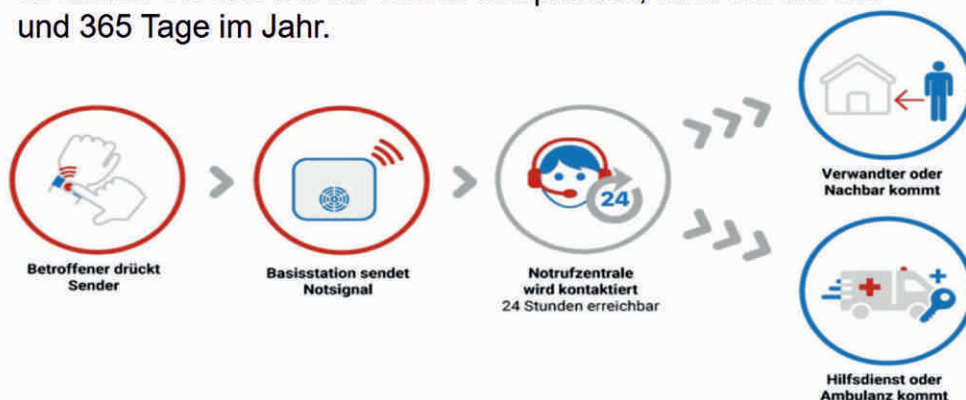 und 365 Tage im Jahr.
Betroffener drückt
Sender
Basisstation sendet
Notsignal
24
Notrufzentrale
wird kontaktiert
24 Stunden erreichbar
Verwandter oder
Nachbar kommt
Hilfsdienst oder
Ambulanz kommt